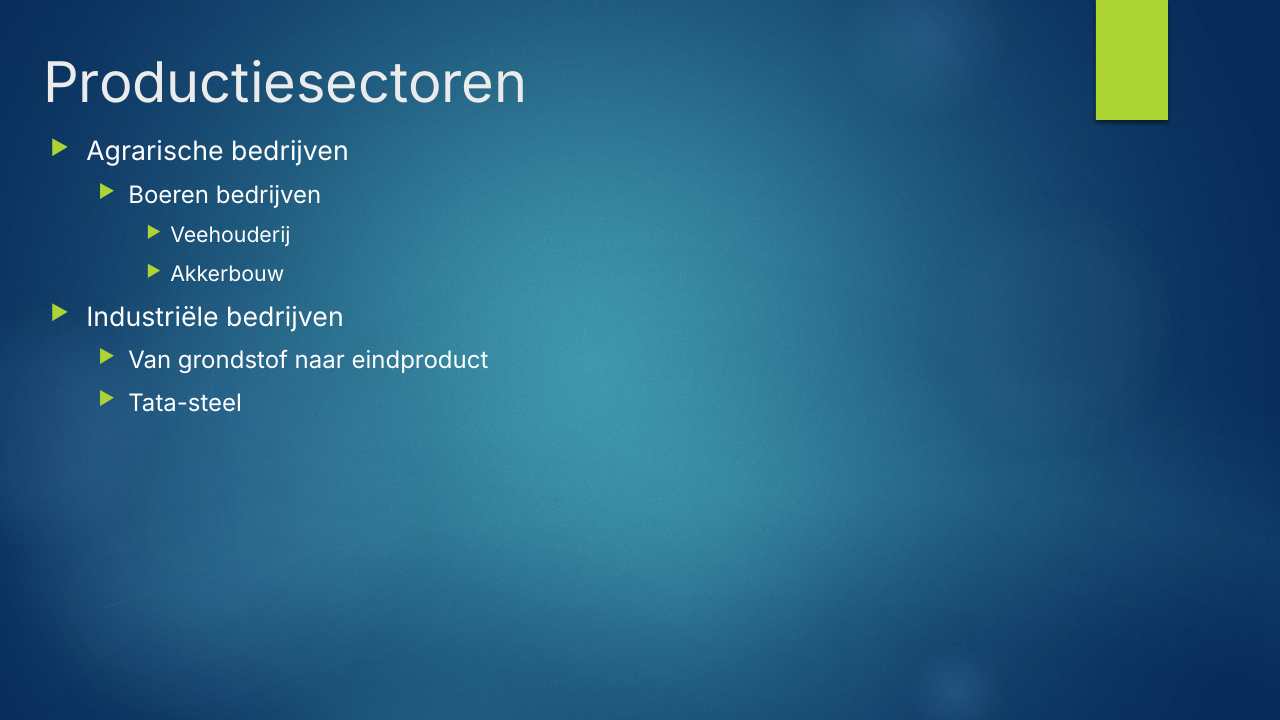 Productiesectoren
Agrarische bedrijven
Boeren bedrijven
Veehouderij
Akkerbouw
Industriële bedrijven
Van grondstof naar eindproduct
Tata-steel